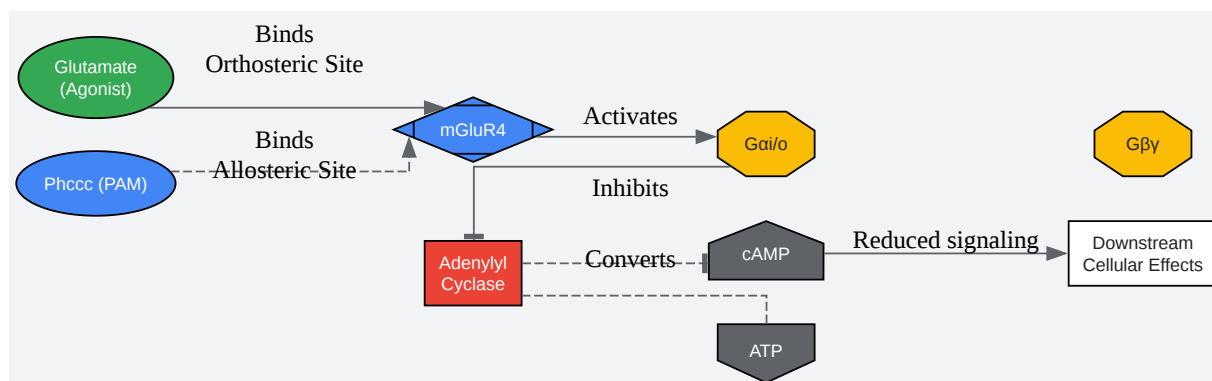 Binds
Orthosteric Site
Glutamate
(Agonist)
mGluR4
Activates
Gαi/o
Gβγ
Binds
Allosteric Site
Phccc (PAM)
Inhibits
Adenylyl
Cyclase
Converts
cAMP
Reduced signaling
Downstream
Cellular Effects
ATP